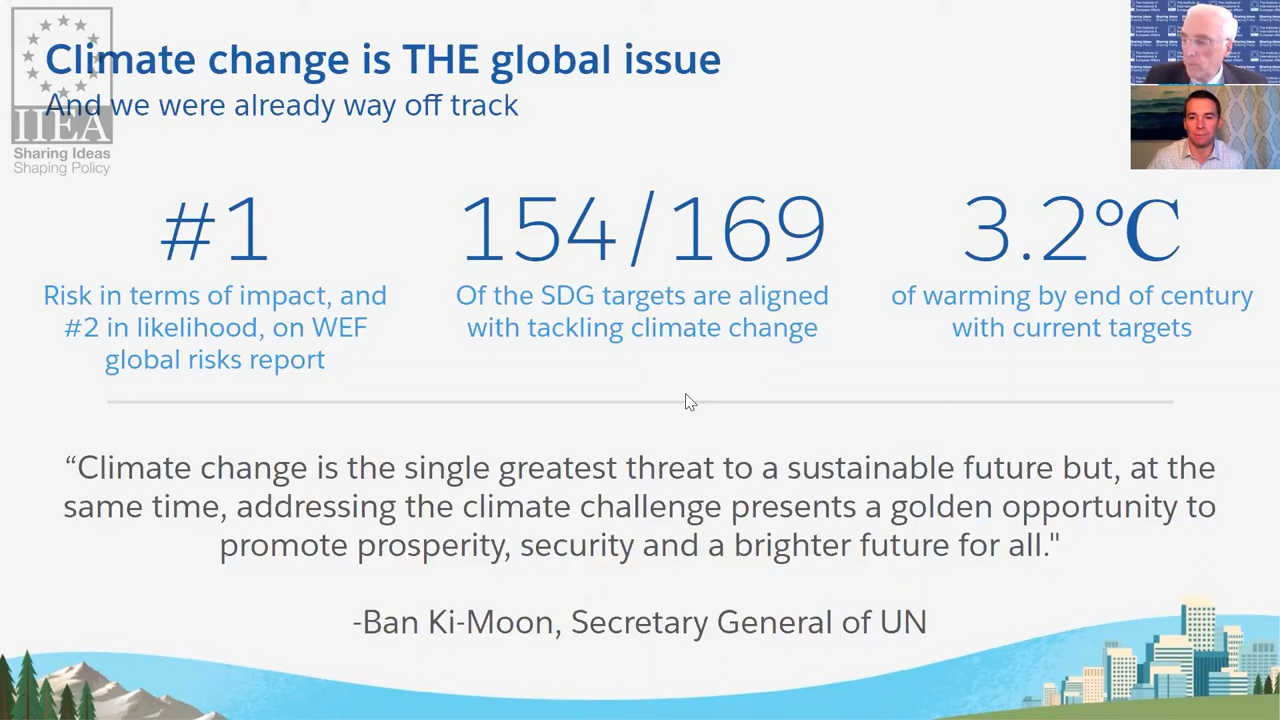 Climate change is THE global issue
And we were already way off track
IIEA
Sharing Ideas
Shaping Policy
#1
Risk in terms of impact, and
#2 in likelihood, on WEF
global risks report
154/169
Of the SDG targets are aligned
with tackling climate change
3.2°C
of warming by end of century
with current targets
“Climate change is the single greatest threat to a sustainable future but, at the
same time, addressing the climate challenge presents a golden opportunity to
promote prosperity, security and a brighter future for all."
-Ban Ki-Moon, Secretary General of UN